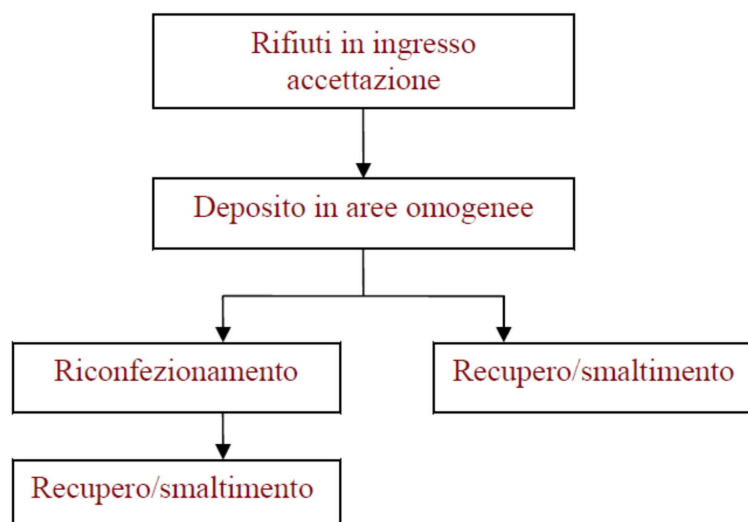 Rifiuti in ingresso
accettazione
Deposito in aree omogenee
Riconfezionamento
Recupero/smaltimento
Recupero/smaltimento